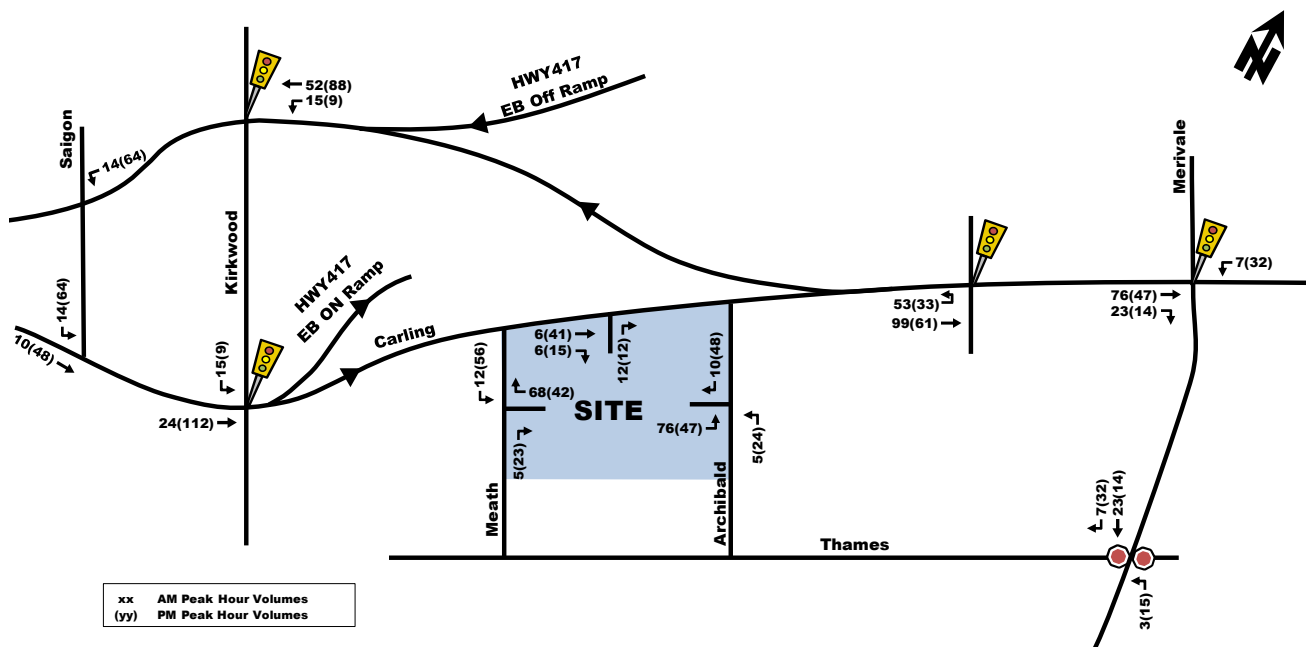 HWY417
EB Off Ramp
52(88)
15(9)
Saigon
14(64)
Merivale
Kirkwood
HWY417
EB ON Ramp
7(32)
76(47)
23(14)
53(33)
99(61)
14(64)
10(48)
Carling
6(41)
6(15)
12(12)
15(9)
12(56)
10(48)
68(42)
SITE
24(112)
76(47)
5(24)
5(23)
Meath
Archibald
7(32)
23(14)
Thames
3(15)
xx AM Peak Hour Volumes
(yy) PM Peak Hour Volumes